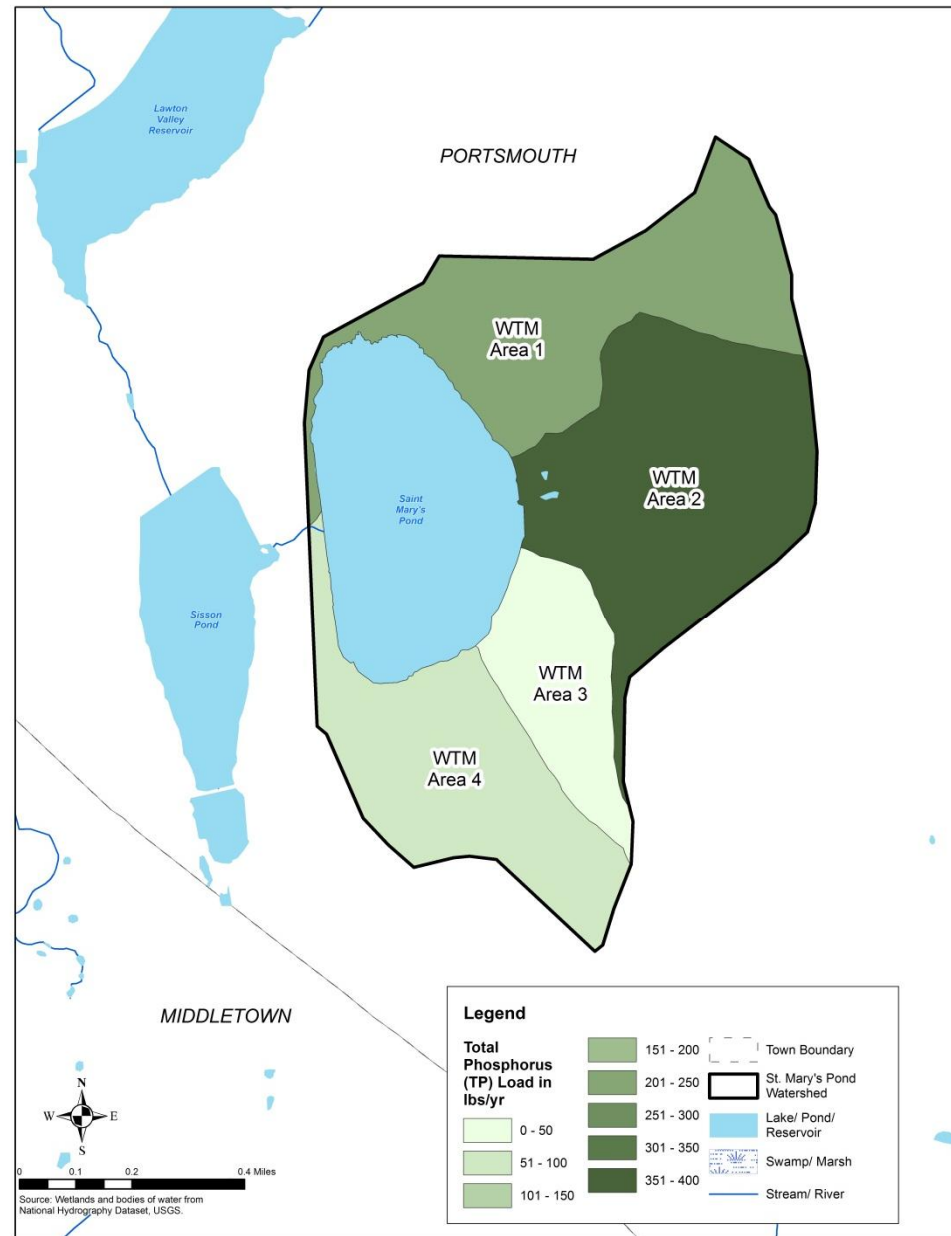 Lawton
Valley
Reservoir
PORTSMOUTH
WTM
Area 1
WTM
Area 2
Saint
Mary's
Pond
Sisson
Pond
WTM
Area 3
WTM
Area 4
MIDDLETOWN
N
W E
S
0 0.1 0.2 0.4 Miles
Source: Wetlands and bodies of water from
National Hydrography Dataset, USGS.
Legend
Total
Phosphorus
(TP) Load in
lbs/yr
0 - 50
51 - 100
101 - 150
151 - 200
201 - 250
251 - 300
301 - 350
351 - 400
Town Boundary
St. Mary's Pond
Watershed
Lake/ Pond/
Reservoir
Swamp/ Marsh
Stream/ River